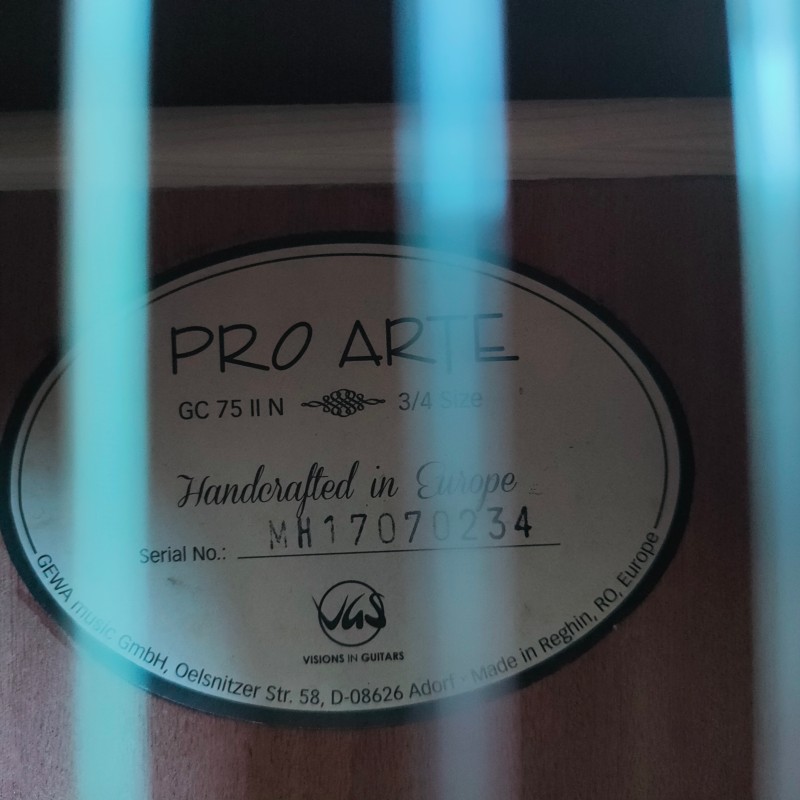 PRO ARTE
GC 75 II N 3/4 Size
Handcrafted in Europe
MH17070234
Serial No.:
VGS
VISIONS IN GUITARS
GEWA music GmbH, Oelsnitzer Str. 58, D-08626 Adorf - Made in Reghin, RO, Europe